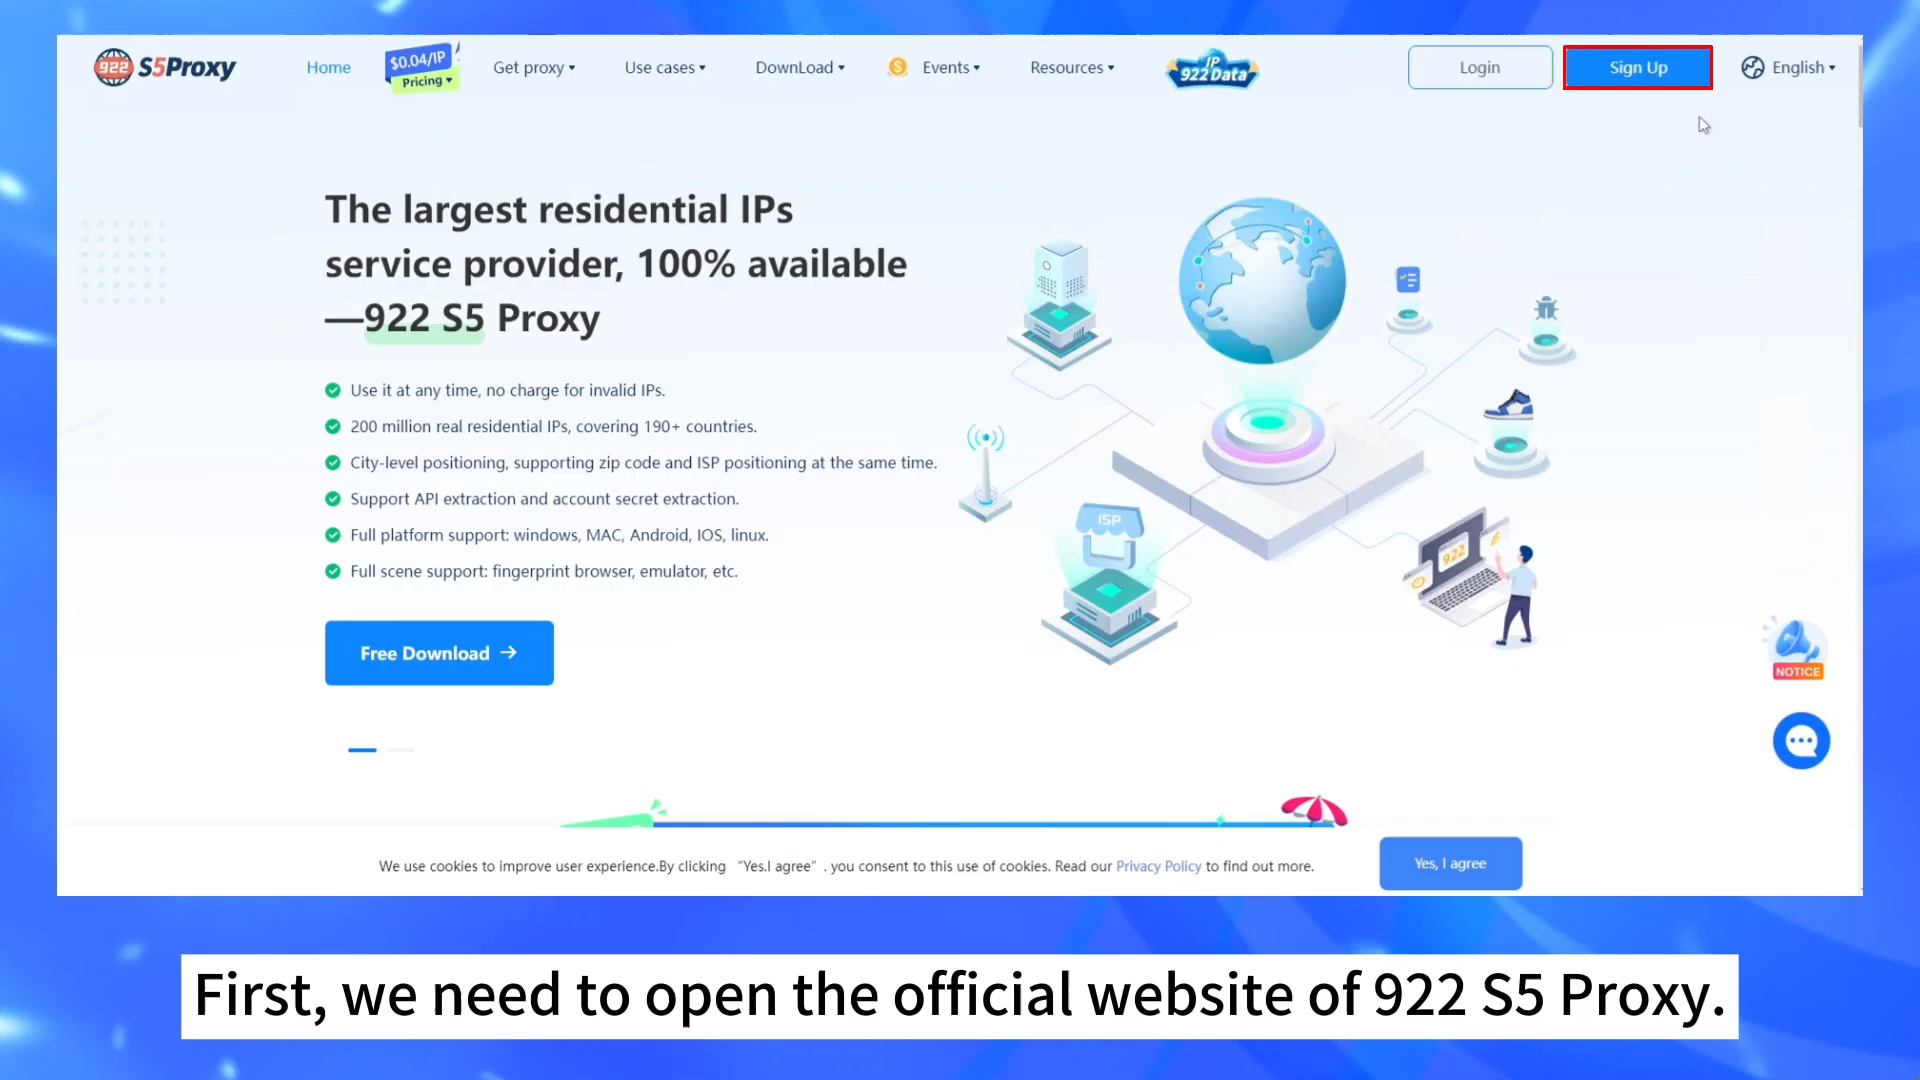 922 S5Proxy
Home
$0.04/IP
Pricing
Get proxy
Use cases
DownLoad
$
Events
Resources
IP
922Data
Login
Sign Up
English
The largest residential IPs
service provider, 100% available
—922 S5 Proxy
Use it at any time, no charge for invalid IPs.
200 million real residential IPs, covering 190+ countries.
City-level positioning, supporting zip code and ISP positioning at the same time.
Support API extraction and account secret extraction.
Full platform support: windows, MAC, Android, IOS, linux.
Full scene support: fingerprint browser, emulator, etc.
Free Download
ISP
922
NOTICE
We use cookies to improve user experience.By clicking “Yes.I agree” . you consent to this use of cookies. Read our Privacy Policy to find out more.
Yes, I agree
First, we need to open the official website of 922 S5 Proxy.